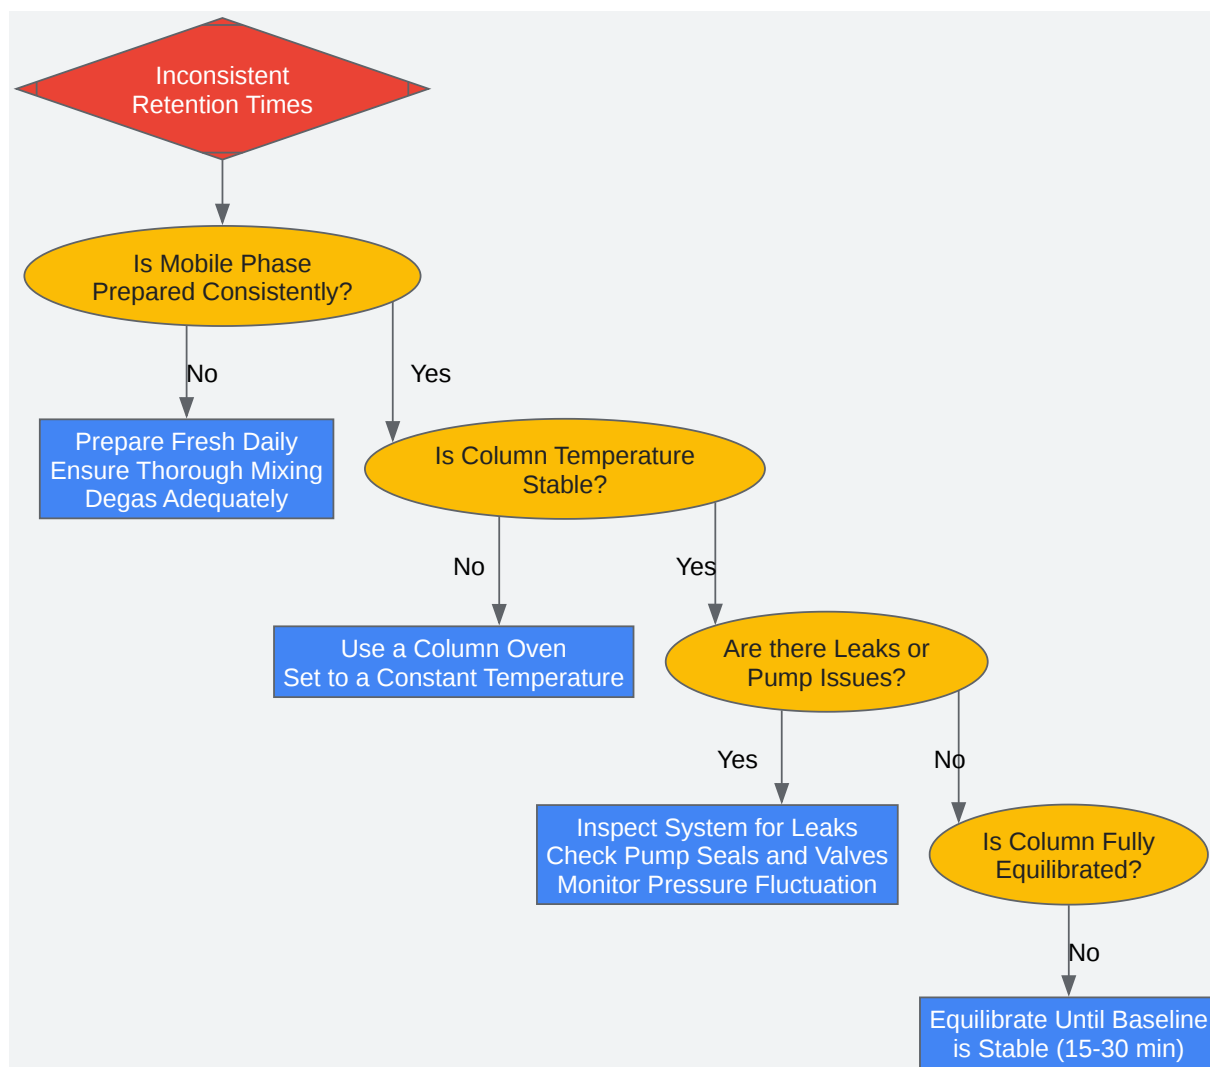 Inconsistent
Retention Times
Is Mobile Phase
Prepared Consistently?
No
Yes
Prepare Fresh Daily
Ensure Thorough Mixing
Degas Adequately
Is Column Temperature
Stable?
No
Yes
Use a Column Oven
Set to a Constant Temperature
Are there Leaks or
Pump Issues?
Yes
No
Inspect System for Leaks
Check Pump Seals and Valves
Monitor Pressure Fluctuation
Is Column Fully
Equilibrated?
No
Equilibrate Until Baseline
is Stable (15-30 min)